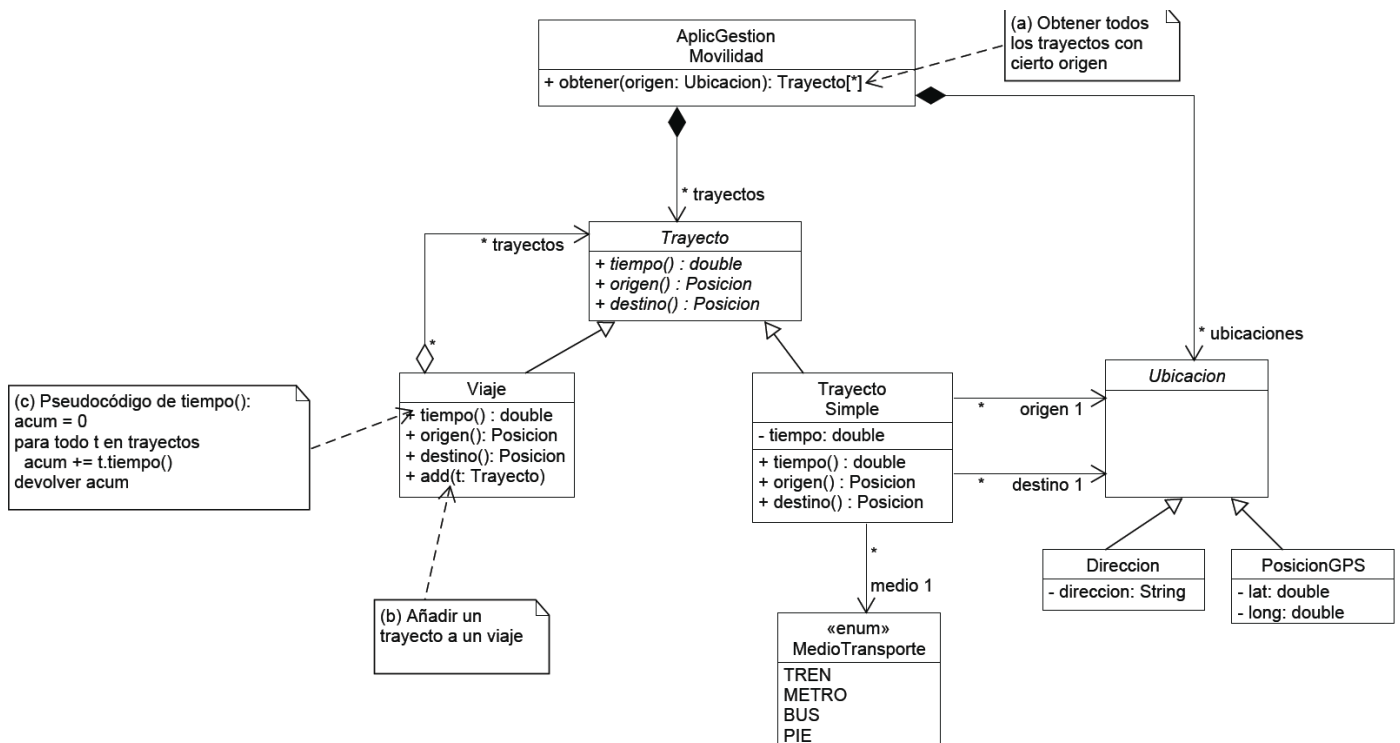 AplicGestion
Movilidad
+ obtener(origen: Ubicacion): Trayecto[*]
(a) Obtener todos
los trayectos con
cierto origen
* trayectos
* trayectos
Trayecto
+ tiempo() : double
+ origen() : Posicion
+ destino() : Posicion
*
* ubicaciones
(c) Pseudocódigo de tiempo():
acum = 0
para todo t en trayectos
acum += t.tiempo()
devolver acum
Viaje
+ tiempo() : double
+ origen(): Posicion
+ destino(): Posicion
+ add(t: Trayecto)
Trayecto
Simple
- tiempo: double
+ tiempo() : double
+ origen() : Posicion
+ destino() : Posicion
* origen 1
* destino 1
Ubicacion
(b) Añadir un
trayecto a un viaje
*
medio 1
«enum»
MedioTransporte
TREN
METRO
BUS
PIE
Direccion
- direccion: String
PosicionGPS
- lat: double
- long: double